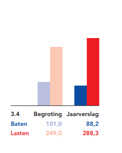 3.4 Begroting Jaarverslag
Baten 101,0 88,2
Lasten 249,0 288,3